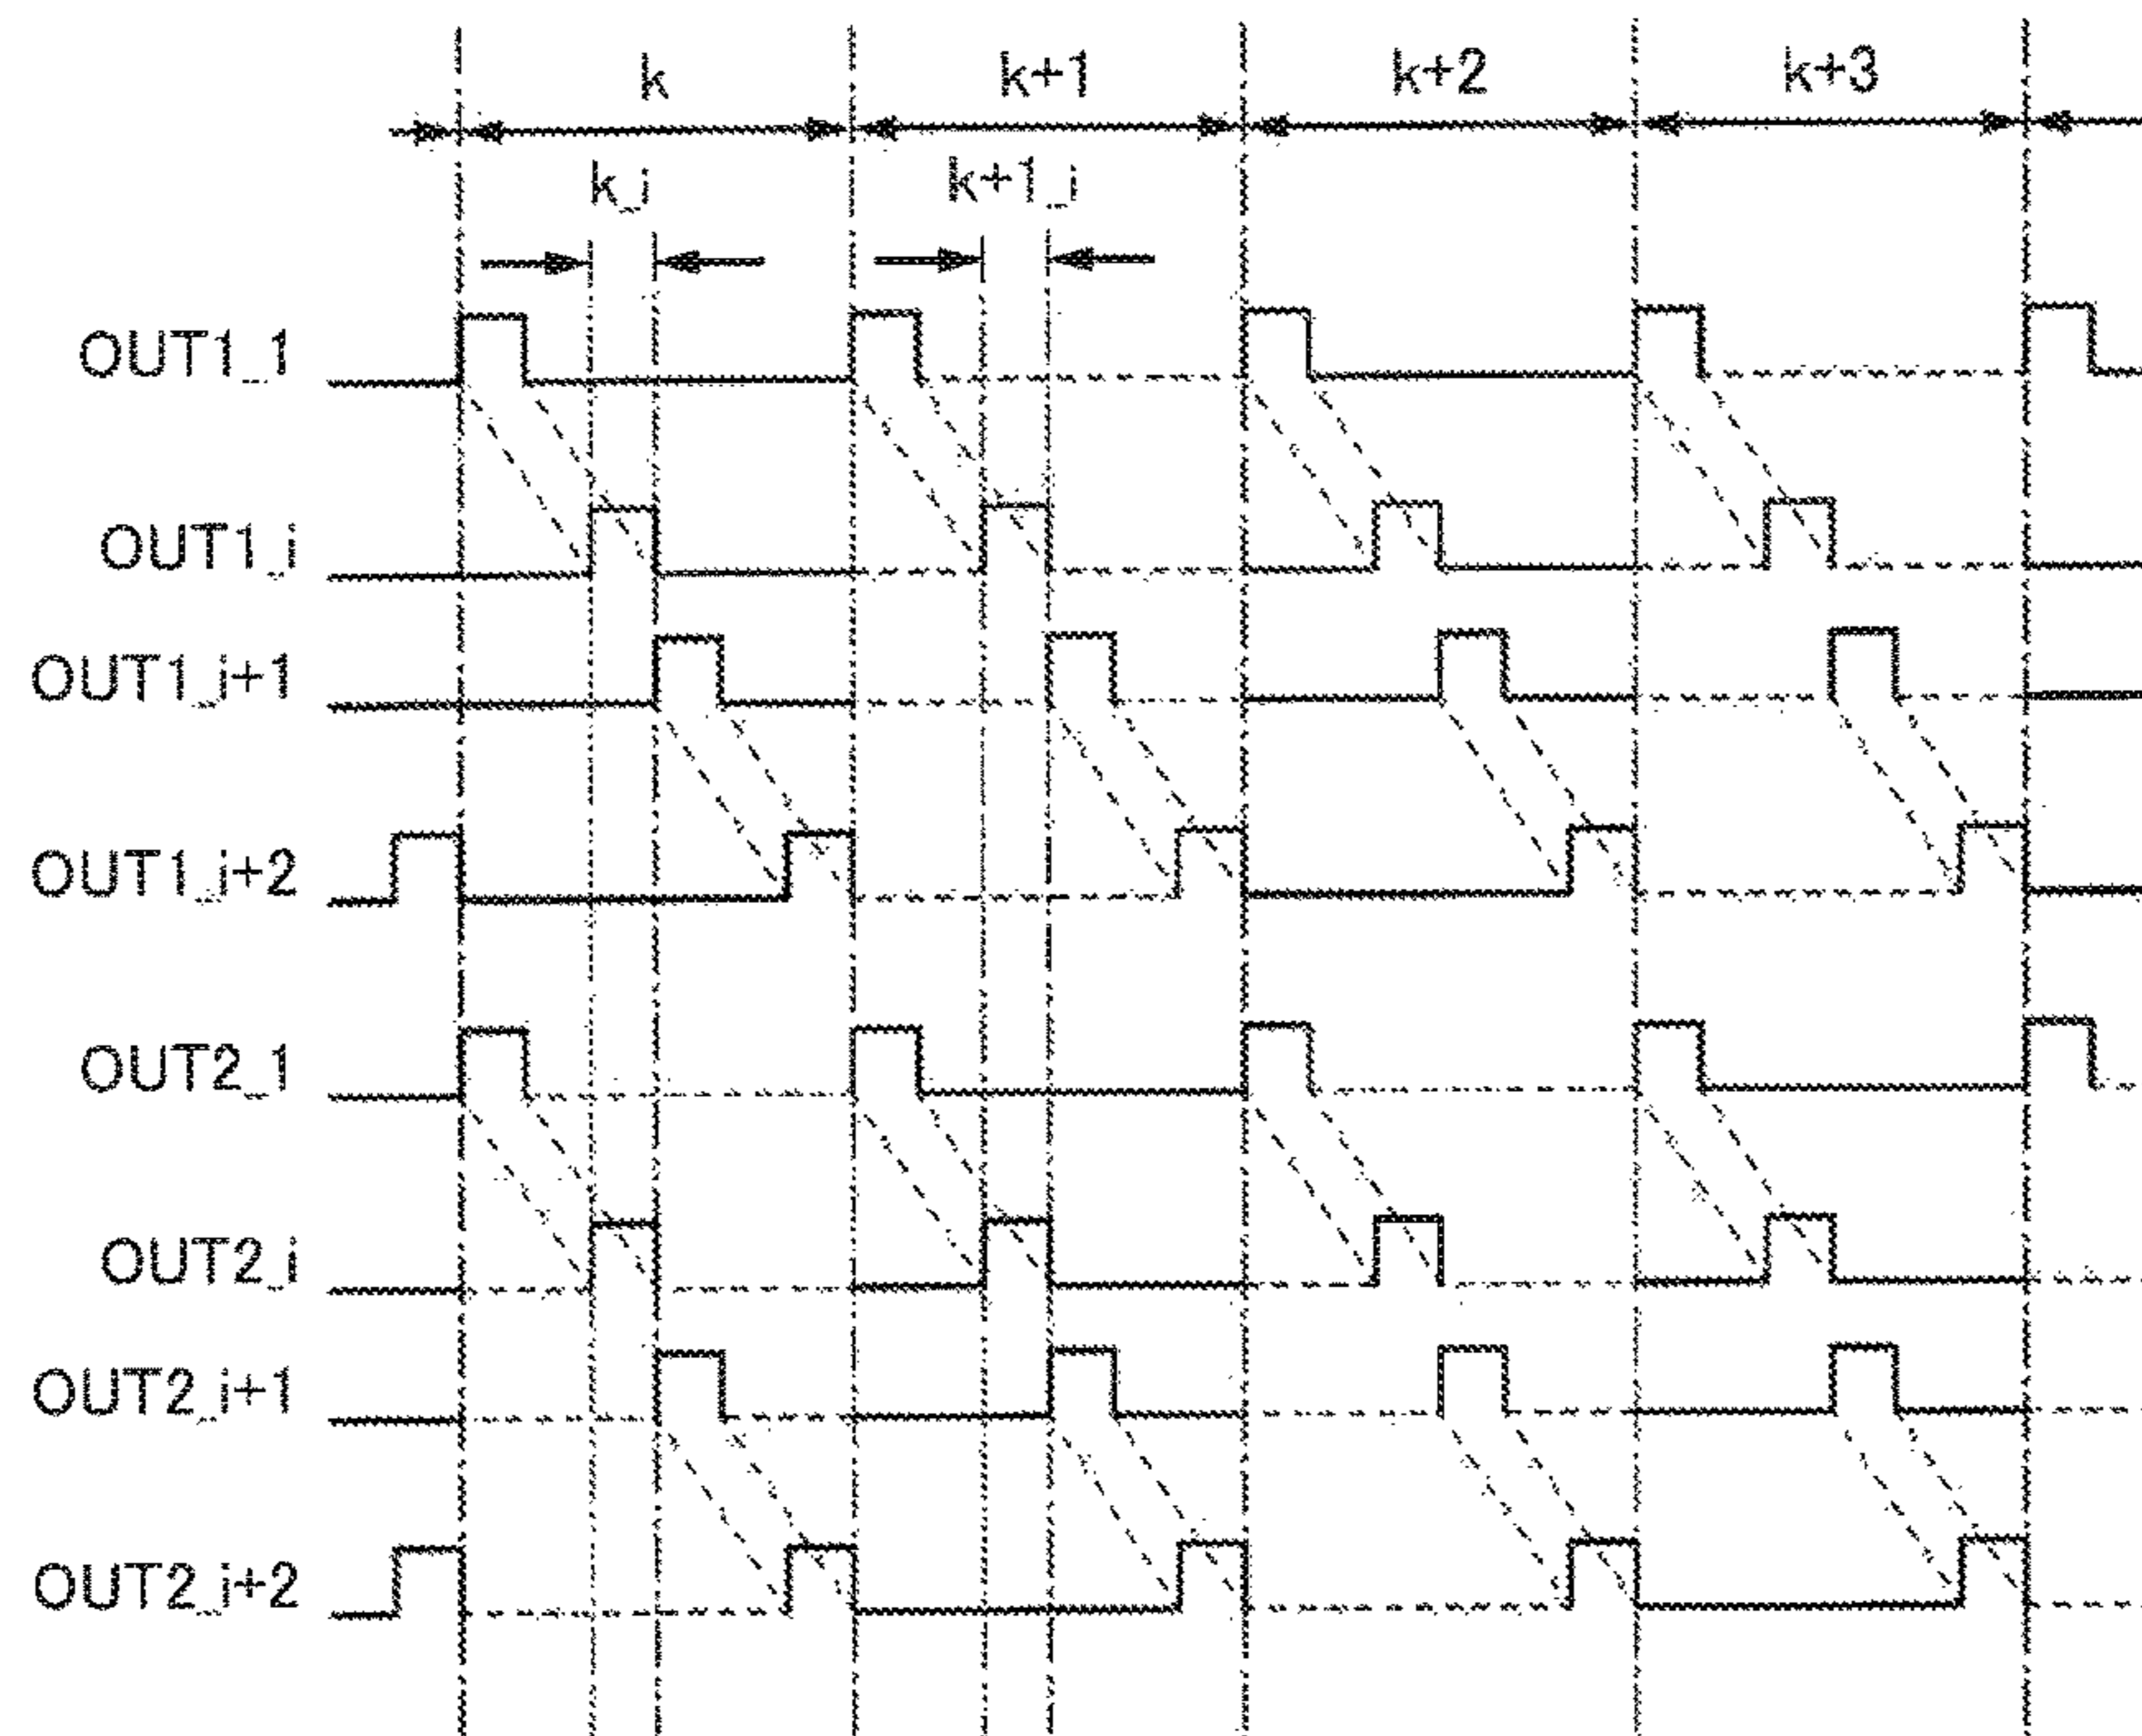 k k+1 k+2 k+3
k_i k+1_i
OUT1_1
OUT1_i
OUT1_i+1
OUT1_i+2
OUT2_1
OUT2_i
OUT2_i+1
OUT2_i+2